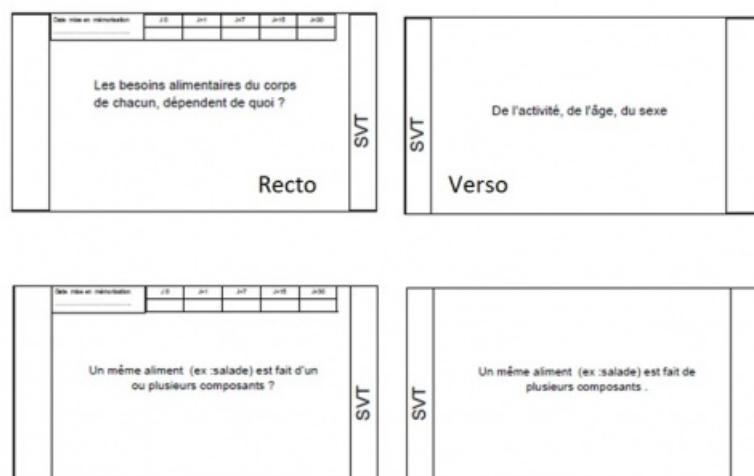 Date mise en mémorisation J 0 J+1 J+7 J+15 J+30
Les besoins alimentaires du corps
de chacun, dépendent de quoi ?
SVT
Recto
SVT
De l'activité, de l'âge, du sexe
Verso
Date mise en mémorisation J 0 J+1 J+7 J+15 J+30
Un même aliment (ex :salade) est fait d'un
ou plusieurs composants ?
SVT
SVT
Un même aliment (ex :salade) est fait de
plusieurs composants .